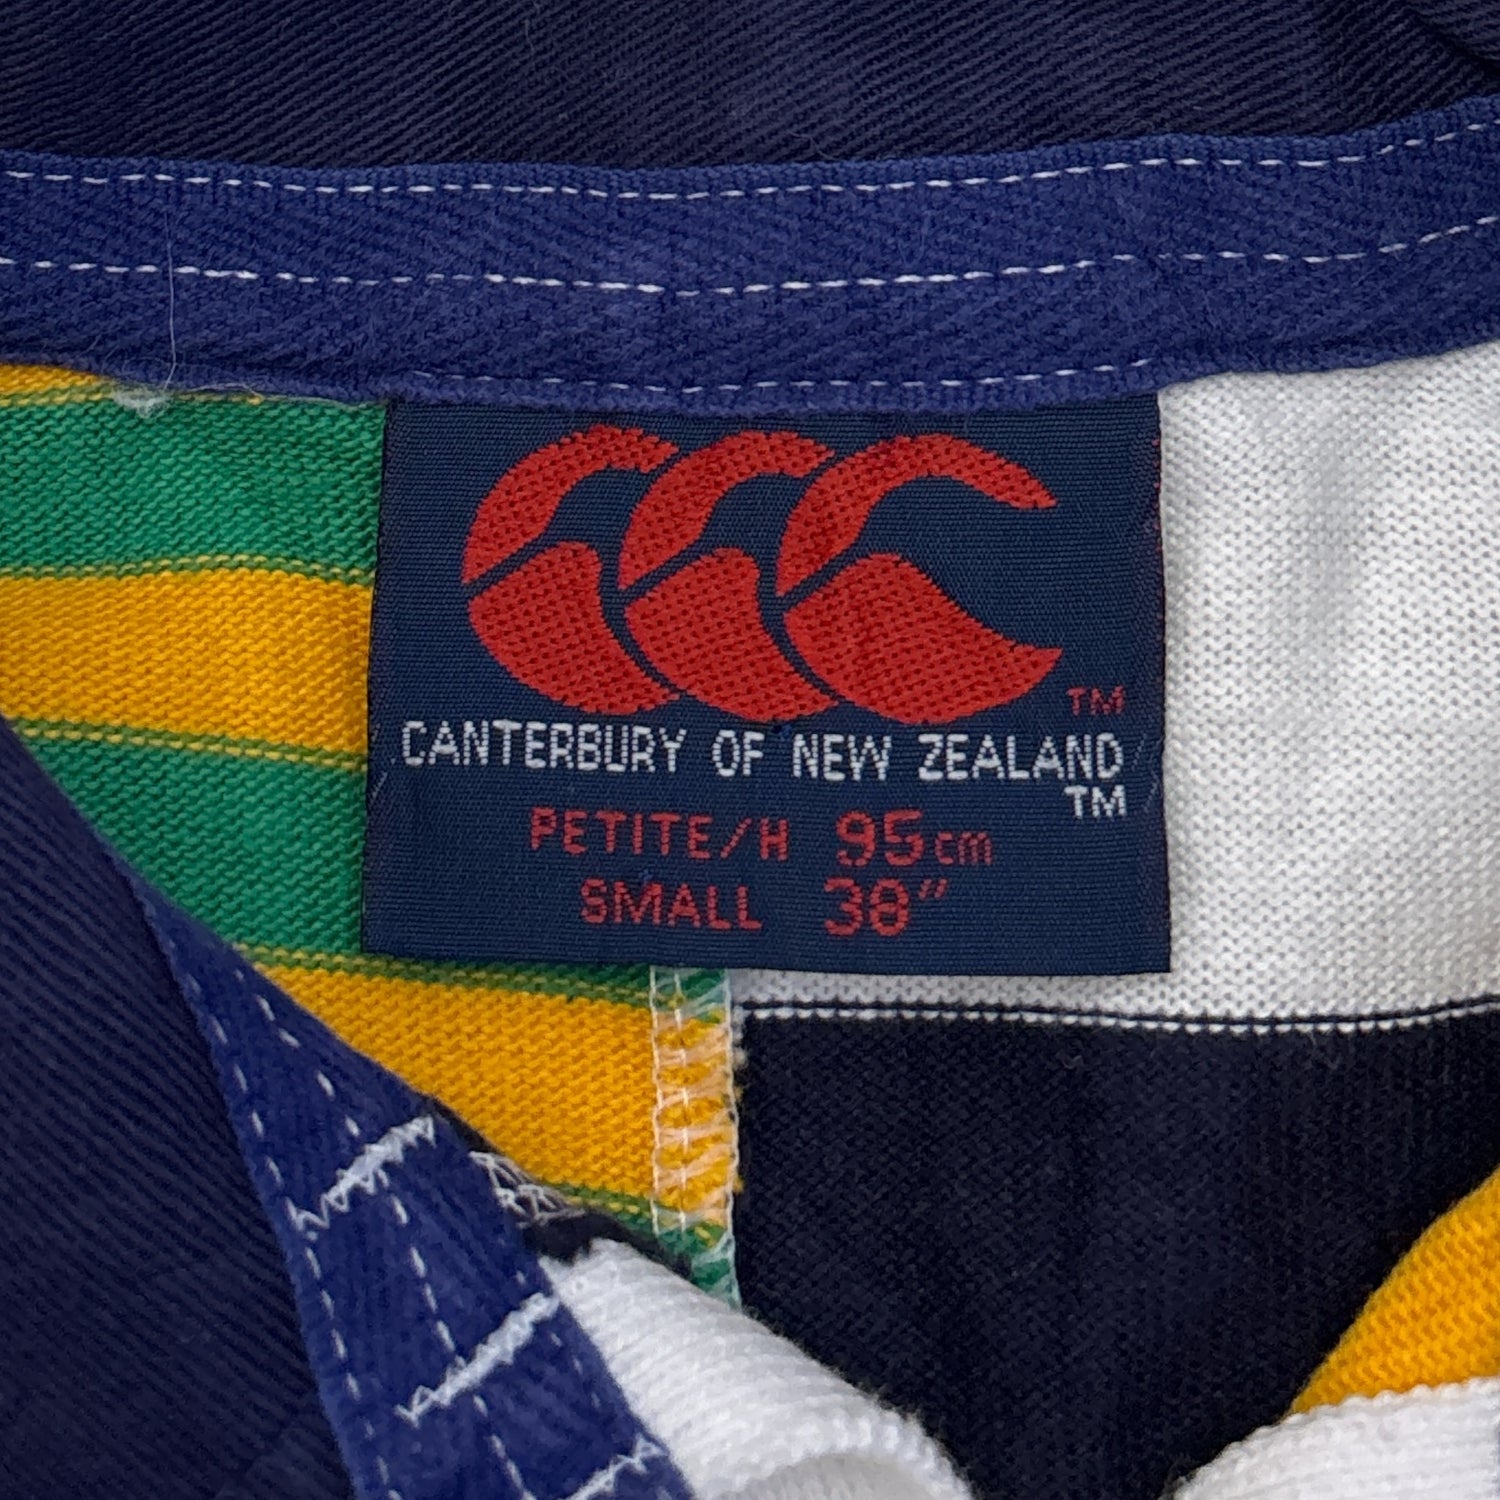 TM
CANTERBURY OF NEW ZEALAND
TM
PETITE/H 95cm
SMALL 38"